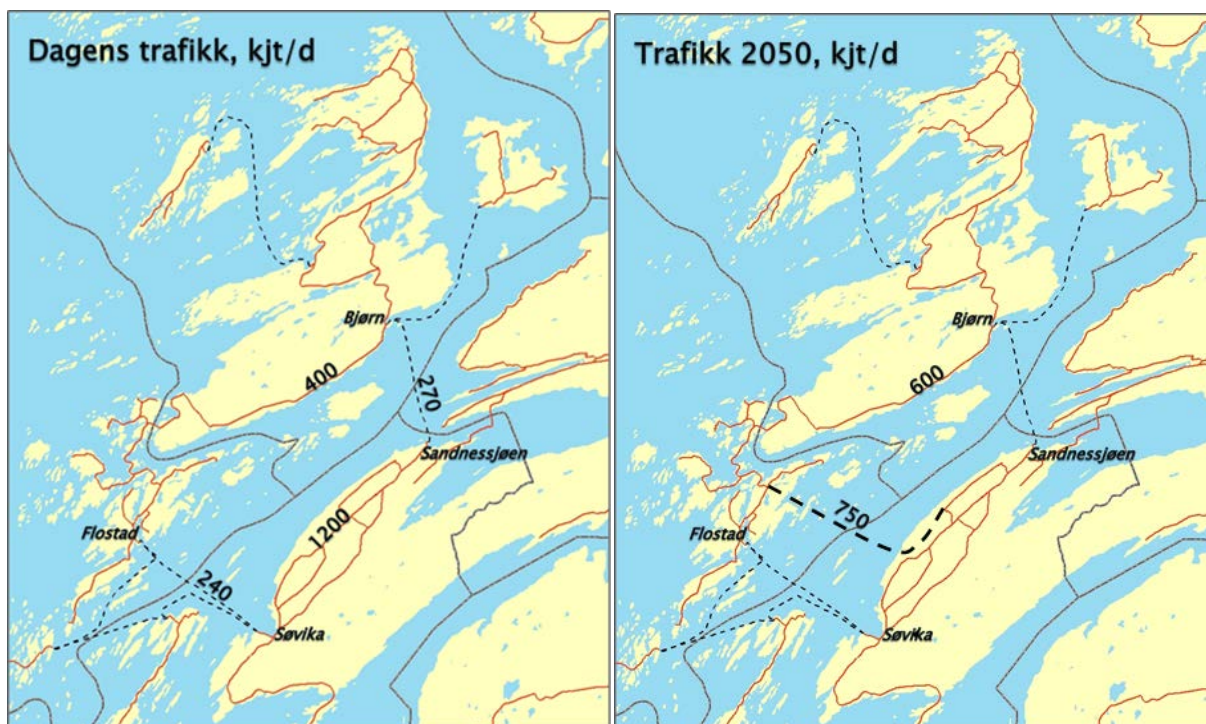 Dagens trafikk, kjt/d
Bjørn
400
270
Sandnessjøen
1200
Flostad
240
Søvika
Trafikk 2050, kjt/d
Bjørn
600
Sandnessjøen
750
Flostad
Søvika